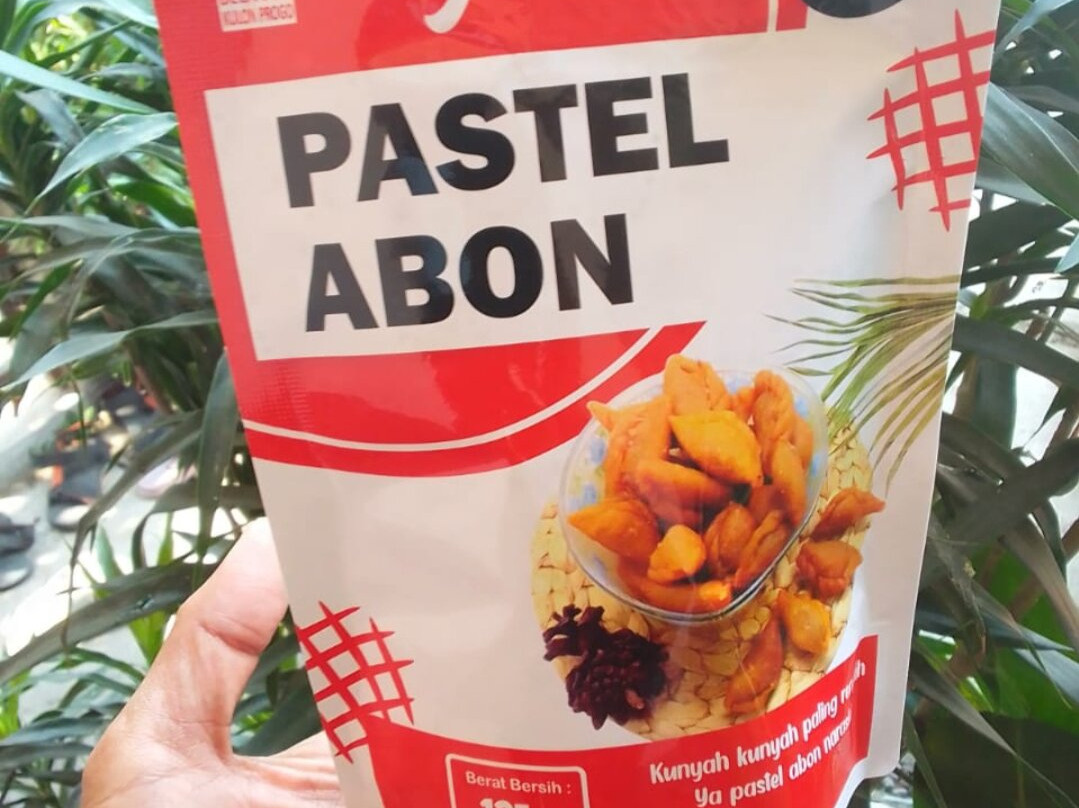 KULON PROGO
PASTEL
ABON
Kunyah kunyah paling
Ya pastel abon
Berat Bersih :